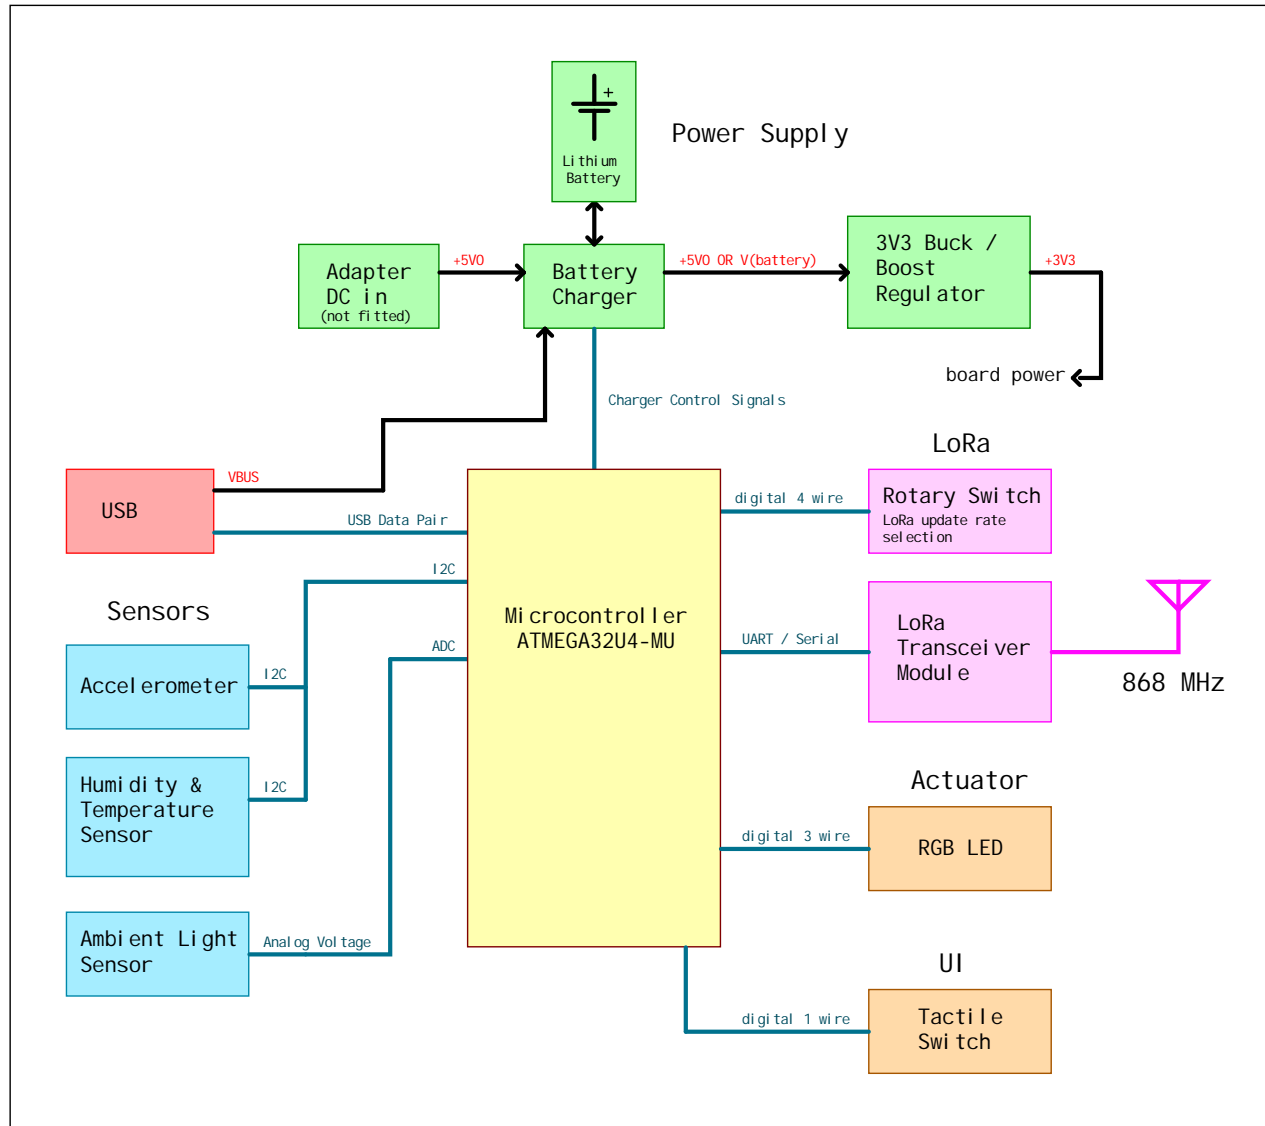 +
Lithium
Battery
Power Supply
Adapter
DC in
(not fitted)
+5V0
Battery
Charger
+5V0 OR V(battery)
3V3 Buck /
Boost
Regulator
+3V3
board power
Charger Control Signals
LoRa
USB
VBUS
USB Data Pair
digital 4 wire
Rotary Switch
LoRa update rate
selection
I2C
Sensors
Microcontroller
ATMEGA32U4-MU
ADC
UART / Serial
LoRa
Transceiver
Module
868 MHz
Accelerometer
I2C
Humidity &
Temperature
Sensor
I2C
Actuator
digital 3 wire
RGB LED
Ambient Light
Sensor
Analog Voltage
UI
digital 1 wire
Tactile
Switch